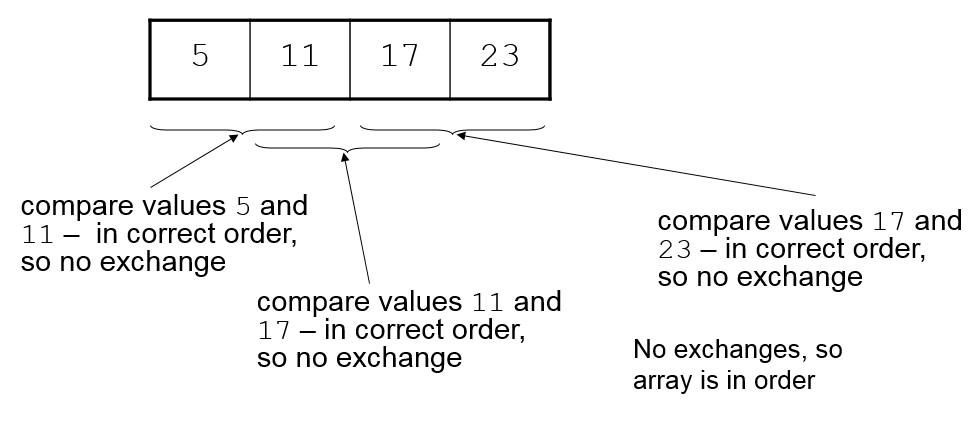 5 11 17 23
compare values 5 and
11 – in correct order,
so no exchange
compare values 11 and
17 – in correct order,
so no exchange
compare values 17 and
23 – in correct order,
so no exchange
No exchanges, so
array is in order